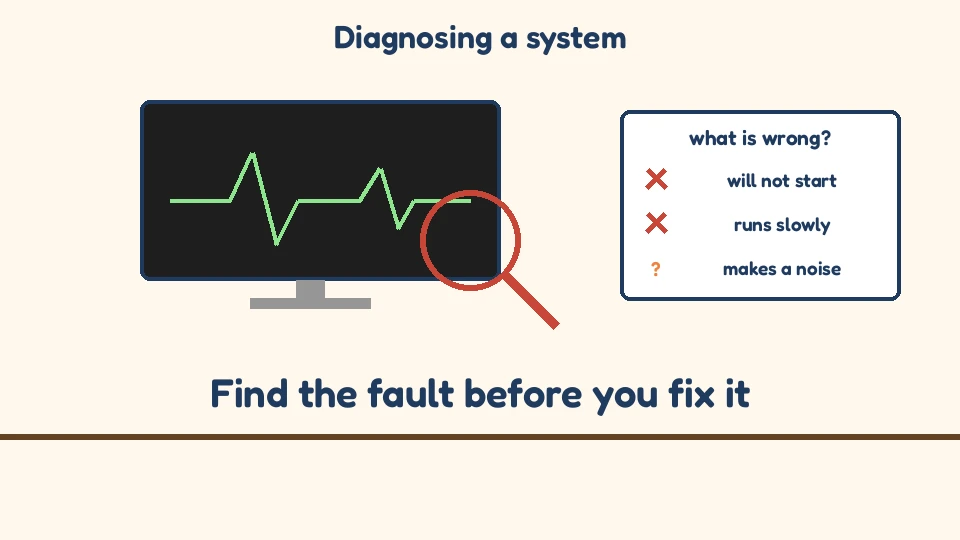 Diagnosing a system
what is wrong?
will not start
runs slowly
? makes a noise
Find the fault before you fix it